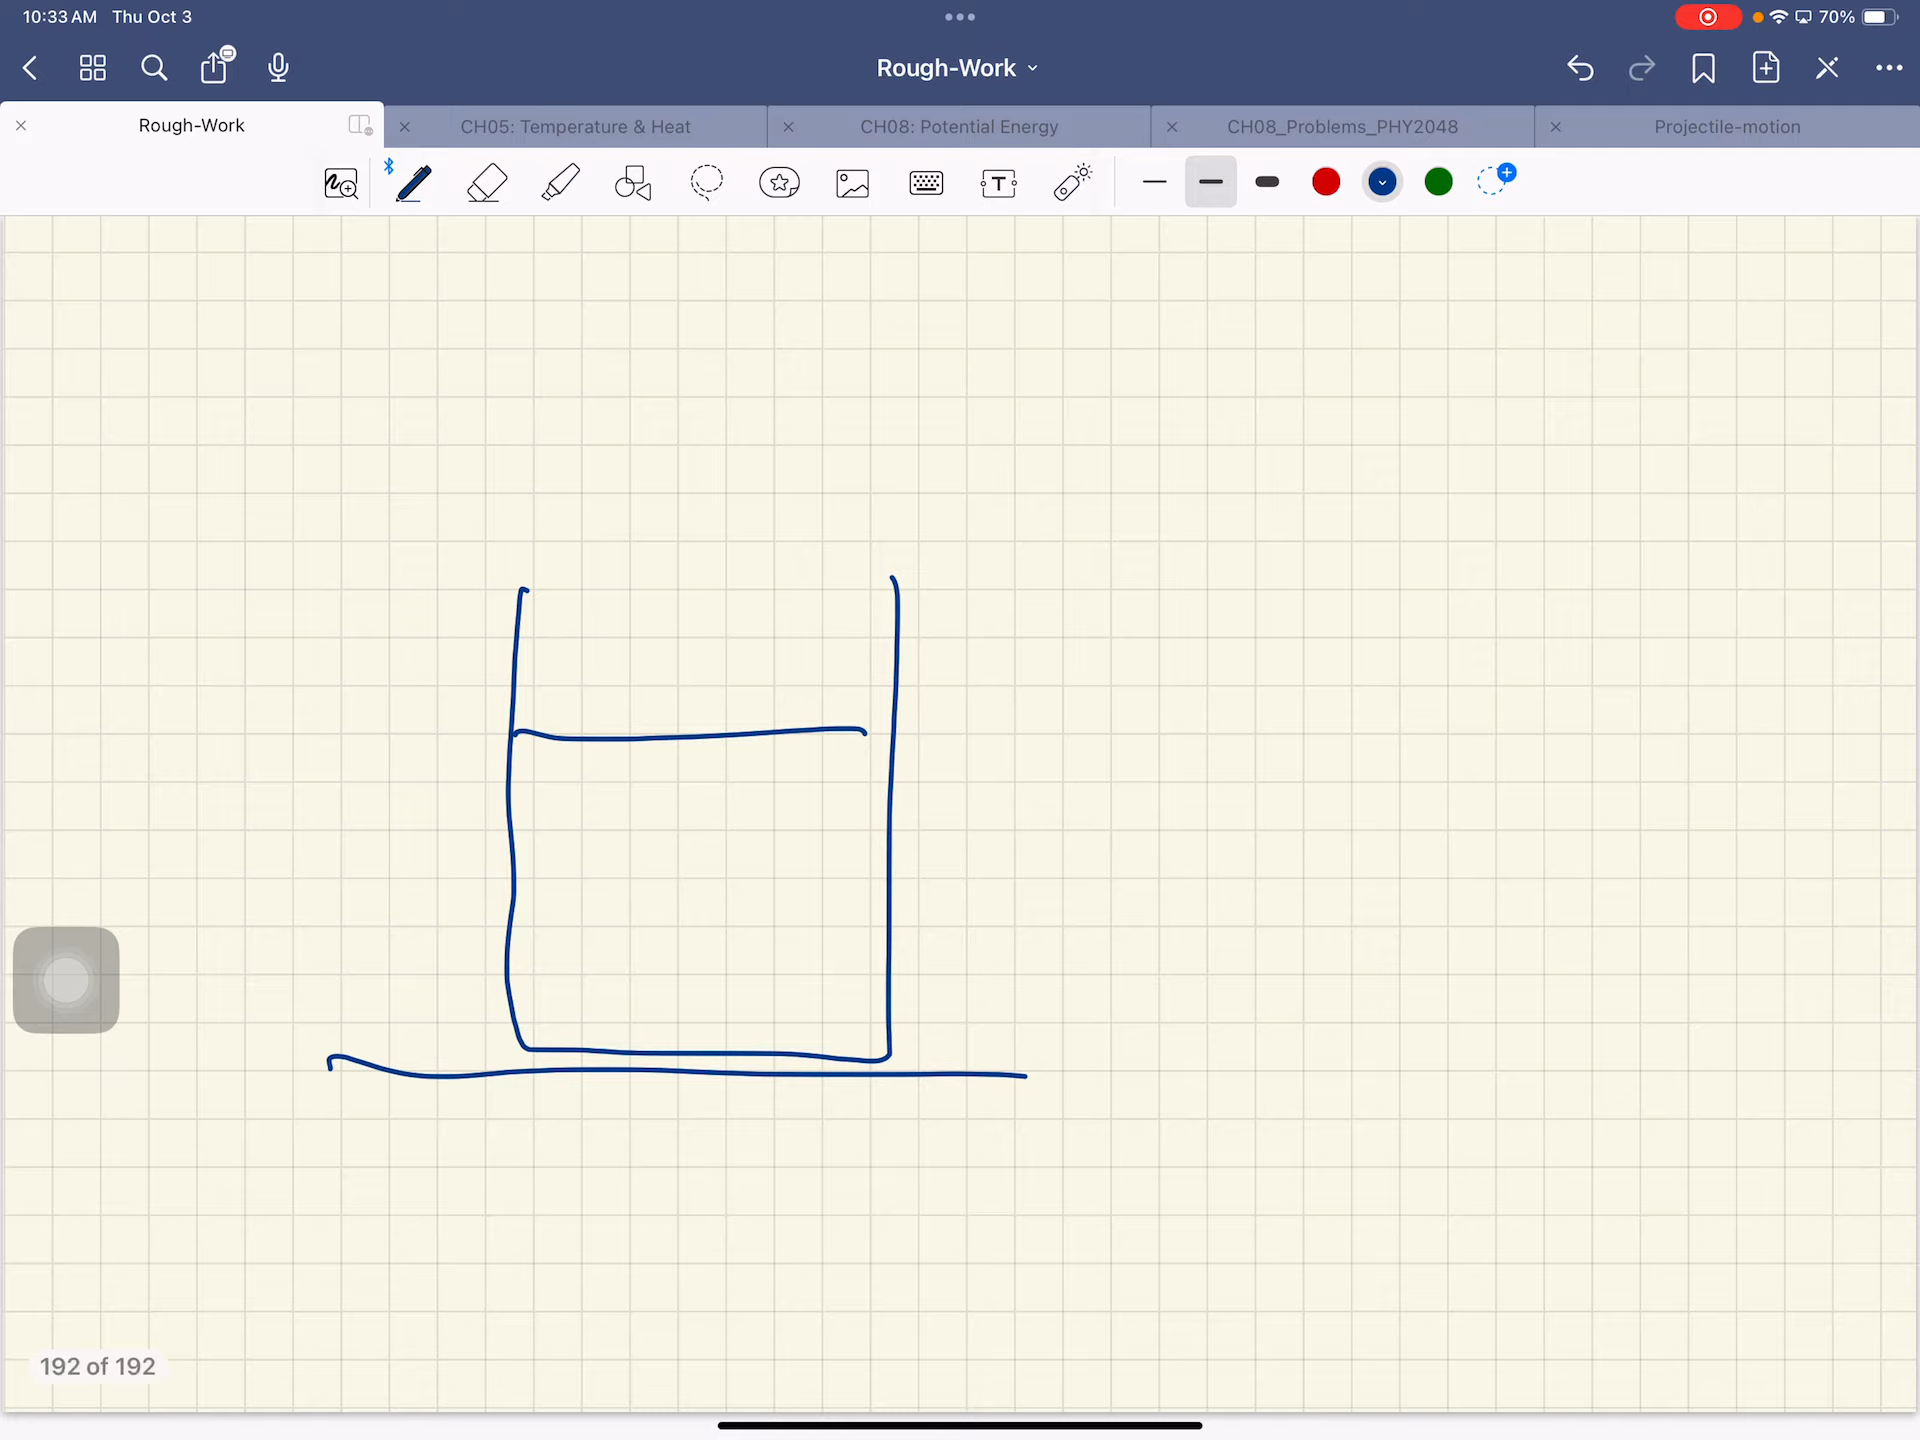 10:33 AM Thu Oct 3
70%
Rough-Work
Rough-Work
CH05: Temperature & Heat
CH08: Potential Energy
CH08_Problems_PHY2048
Projectile-motion
T
192 of 192